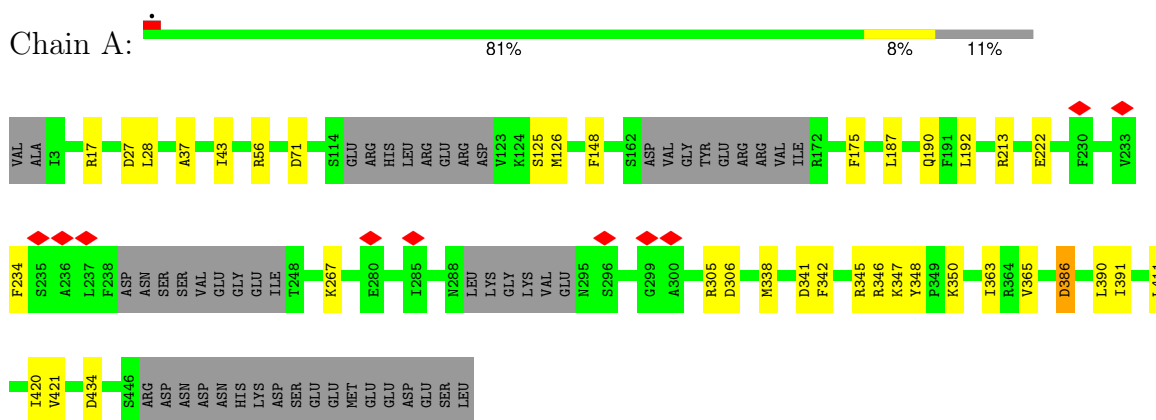 Chain A:
81% 8% 11%
VAL ALA I3 R17 D27 L28 A37 I43 R56 D71 S114 GLU ARG HIS LEU ARG GLU ARG ASP V123 K124 S125 M126 F148 S162 ASP VAL GLY TYR GLU ARG ARG VAL ILE R172 F175 L187 Q190 F191 L192 R213 E222 F230 V233
F234 S235 A236 L237 F238 ASP ASN SER SER VAL GLU GLY GLU ILE T248 K267 E280 I285 N288 LEU LYS GLY LYS VAL GLU N295 S296 G299 A300 R305 D306 M338 D341 F342 R345 R346 K347 Y348 P349 K350 I363 R364 V365 D386 L390 I391
I420 V421 D434 S446 ARG ASP ASN ASP ASN HIS LYS ASP SER GLU GLU MET GLU GLU ASP GLU SER LEU